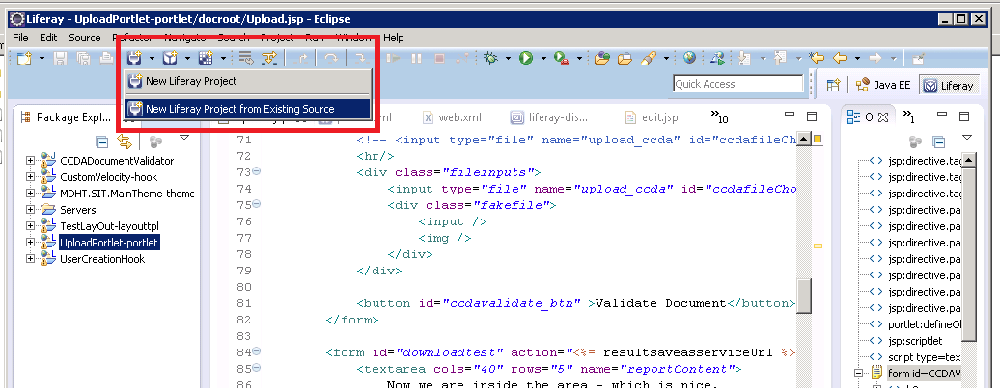 Liferay - UploadPortlet-portlet/docroot/Upload.jsp - Eclipse
File Edit Source Refactor Navigate Search Project Run Window Help
New Liferay Project
Quick Access
Java EE
Liferay
New Liferay Project from Existing Source
Package Expl...
.xml
web.xml
liferay-dis...
edit.jsp
»10
O
»1
CCDADocumentValidator
CustomVelocity-hook
MDHT.SIT.MainTheme-theme
Servers
TestLayOut-layouttpl
UploadPortlet-portlet
UserCreationHook
71 <!-- <input type="file" name="upload_ccda" id="ccdafileCh
72 <hr/>
73 <div class="fileinputs">
74 <input type="file" name="upload_ccda" id="ccdafileCho
75 <div class="fakefile">
76 <input />
77 <img />
78 </div>
79 </div>
80
81 <button id="ccdavalidate_btn" >Validate Document</button>
82 </form>
83
84 <form id="downloadtest" action="<%= resultsaveasserviceUrl %>
85 <textarea cols="40" rows="5" name="reportContent">
86 Now we are inside the area - which is nice.
jsp:directive.tag
jsp:directive.tag
jsp:directive.tag
jsp:directive.pa
jsp:directive.pa
jsp:directive.pa
jsp:directive.pa
jsp:directive.pa
jsp:directive.pa
jsp:directive.pa
portlet:defineOl
jsp:scriptlet
script type=tex
form id=CCDAV